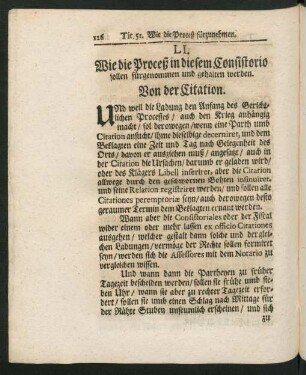 126 Tit. 51. Wie die Proceß fürzunehmen.
LI.
Wie die Proceß in diesem Consistorio
sollen fürgenommen und gehalten werden.
Von der Citation.
UNd weil die Ladung den Anfang des Gericht-
lichen Proceßes / auch den Krieg anhängig
macht / sol derowegen / wenn eine Parth umb
Citation ansucht / ihme dieselbige decerniret, und dem
Beklagten eine Zeit und Tag nach Gelegenheit des
Orts / davon er ausziehen muß / angesetzt / auch in
der Citation die Ursachen / darumb er geladen wird /
oder des Klägers Libell inseriret, aber die Citation
allwege durch den geschwornen Bohten insinuiret,
und seine Relation registriret werden / und sollen alle
Citationes peremptoriæ seyn / auch derowegen desto
geraumer Termin dem Beklagten ernant werden.
Wann aber die Consistoriales oder der Fiscal
wider einem oder mehr lassen ex officio Citationes
ausgehen / welcher gestalt dann solche und der glei-
chen Ladungen / vermöge der Rechte sollen formiret
seyn / werden sich die Assessores mit dem Notario zu
vergleichen wissen.
Und wann dann die Partheyen zu früher
Tagezeit bescheiden werden / sollen sie frühe umb sie-
ben Uhr / wann sie aber zu rechter Tagzeit erfor-
dert / sollen sie umb einen Schlag nach Mittage für
der Rähte Stuben unseumlich erscheinen / und sich